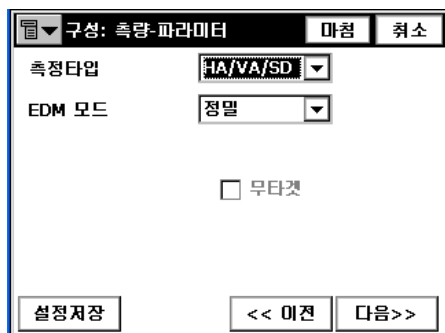 구성: 측량-파라미터 마침 취소
측정타입 HA/VA/SD
EDM 모드 정밀
무타겟
설정저장 << 이전 다음>>